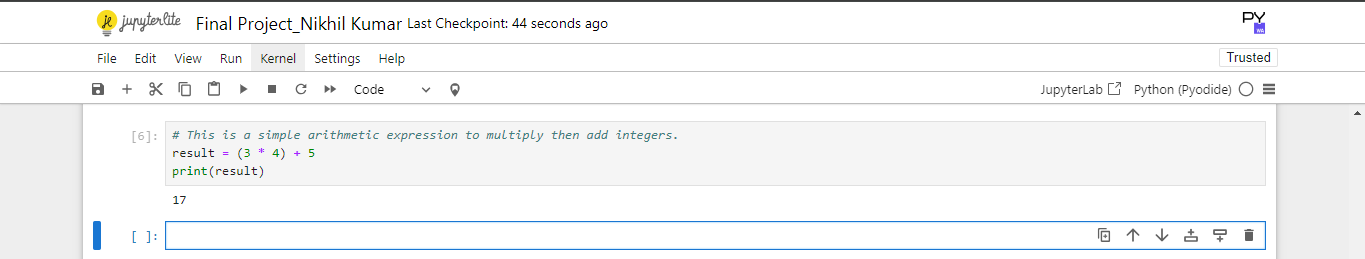 jupyterlite Final Project_Nikhil Kumar Last Checkpoint: 44 seconds ago PY
File Edit View Run Kernel Settings Help Trusted
Code JupyterLab Python (Pyodide)
[6]: # This is a simple arithmetic expression to multiply then add integers.
result = (3 * 4) + 5
print(result)
17
[ ]: